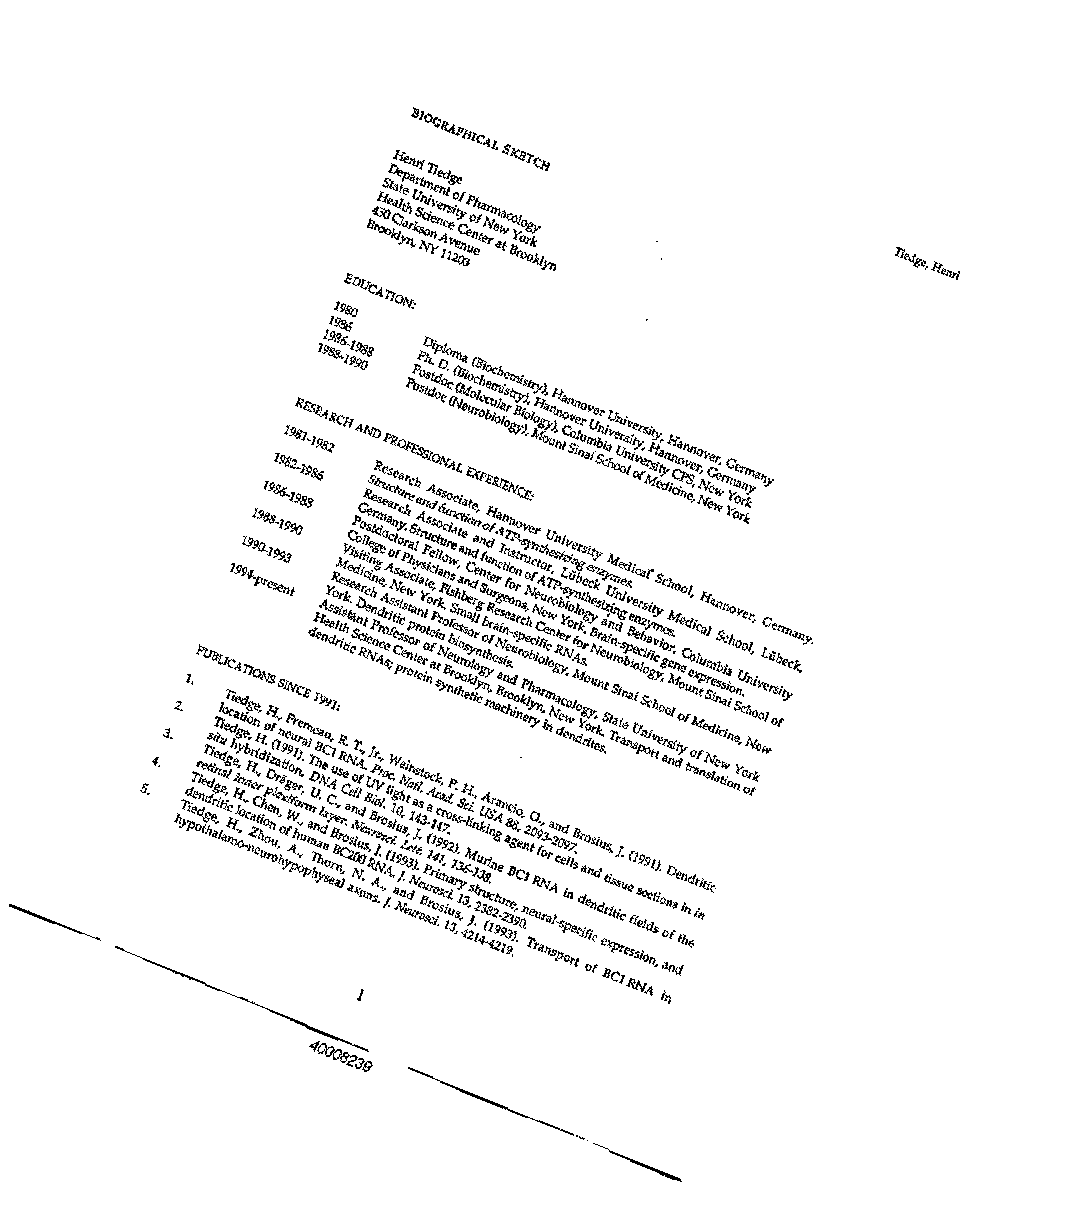 Tiedge, Henri
BIOGRAPHICAL SKETCH
Henri Tiedge
Department of Pharmacology
State University of New York
Health Science Center at Brooklyn
430 Clarkson Avenue
Brooklyn, NY 11203
EDUCATION:
1980 Diploma (Biochemistry), Hannover University, Hannover, Germany
1986 Ph. D. (Biochemistry), Hannover University, Hannover, Germany
1986-1988 Postdoc (Molecular Biology), Columbia University CPS, New York
1988-1990 Postdoc (Neurobiology), Mount Sinai School of Medicine, New York
RESEARCH AND PROFESSIONAL EXPERIENCE:
1981-1982 Research Associate, Hannover University Medical School, Hannover, Germany.
Structure and function of ATP-synthesizing enzymes.
1982-1986 Research Associate and Instructor, Lübeck University Medical School, Lübeck,
Germany. Structure and function of ATP-synthesizing enzymes.
1986-1988 Postdoctoral Fellow, Center for Neurobiology and Behavior, Columbia University
College of Physicians and Surgeons, New York. Brain-specific gene expression.
1988-1990 Visiting Associate, Fishberg Research Center for Neurobiology, Mount Sinai School of
Medicine, New York. Small brain-specific RNAs.
1990-1993 Research Assistant Professor of Neurobiology, Mount Sinai School of Medicine, New
York. Dendritic protein biosynthesis.
1994-present Assistant Professor of Neurology and Pharmacology, State University of New York
Health Science Center at Brooklyn, Brooklyn, New York. Transport and translation of
dendritic RNAs; protein synthetic machinery in dendrites.
PUBLICATIONS SINCE 1991:
1. Tiedge, H., Fremeau, R. T., Jr., Weinstock, P. H., Arancio, O., and Brosius, J. (1991). Dendritic
location of neural BC1 RNA. Proc. Natl. Acad. Sci. USA 88, 2093-2097.
2. Tiedge, H. (1991). The use of UV light as a cross-linking agent for cells and tissue sections in in
situ hybridization. DNA Cell Biol. 10, 143-147.
3. Tiedge, H., Dräger, U. C., and Brosius, J. (1992). Murine BC1 RNA in dendritic fields of the
retinal inner plexiform layer. Neurosci. Lett. 141, 136-138.
4. Tiedge, H., Chen, W., and Brosius, J. (1993). Primary structure, neural-specific expression, and
dendritic location of human BC200 RNA. J. Neurosci. 13, 2382-2390.
5. Tiedge, H., Zhou, A., Thorn, N. A., and Brosius, J. (1993). Transport of BC1 RNA in
hypothalamo-neurohypophyseal axons. J. Neurosci. 13, 4214-4219.
1
40008239